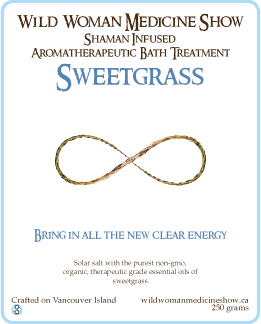 Wild Woman Medicine Show
Shaman Infused
Aromatherapeutic Bath Treatment
Sweetgrass
Bring in all the new clear energy
Solar salt with the purest non-gmo,
organic, therapeutic grade essential oils of
sweetgrass
Crafted on Vancouver Island wildwomanmedicineshow.ca
250 grams